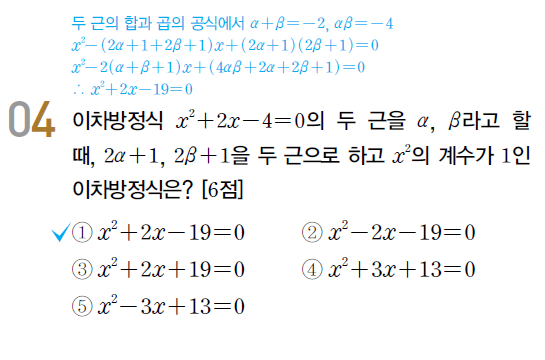 두 근의 합과 곱의 공식에서 α+β=-2, αβ=-4
x²-(2α+1+2β+1)x+(2α+1)(2β+1)=0
x²-2(α+β+1)x+(4αβ+2α+2β+1)=0
∴ x²+2x-19=0
04 이차방정식 x²+2x-4=0의 두 근을 α, β라고 할
때, 2α+1, 2β+1을 두 근으로 하고 x²의 계수가 1인
이차방정식은? [6점]
✓① x²+2x-19=0 ② x²-2x-19=0
③ x²+2x+19=0 ④ x²+3x+13=0
⑤ x²-3x+13=0